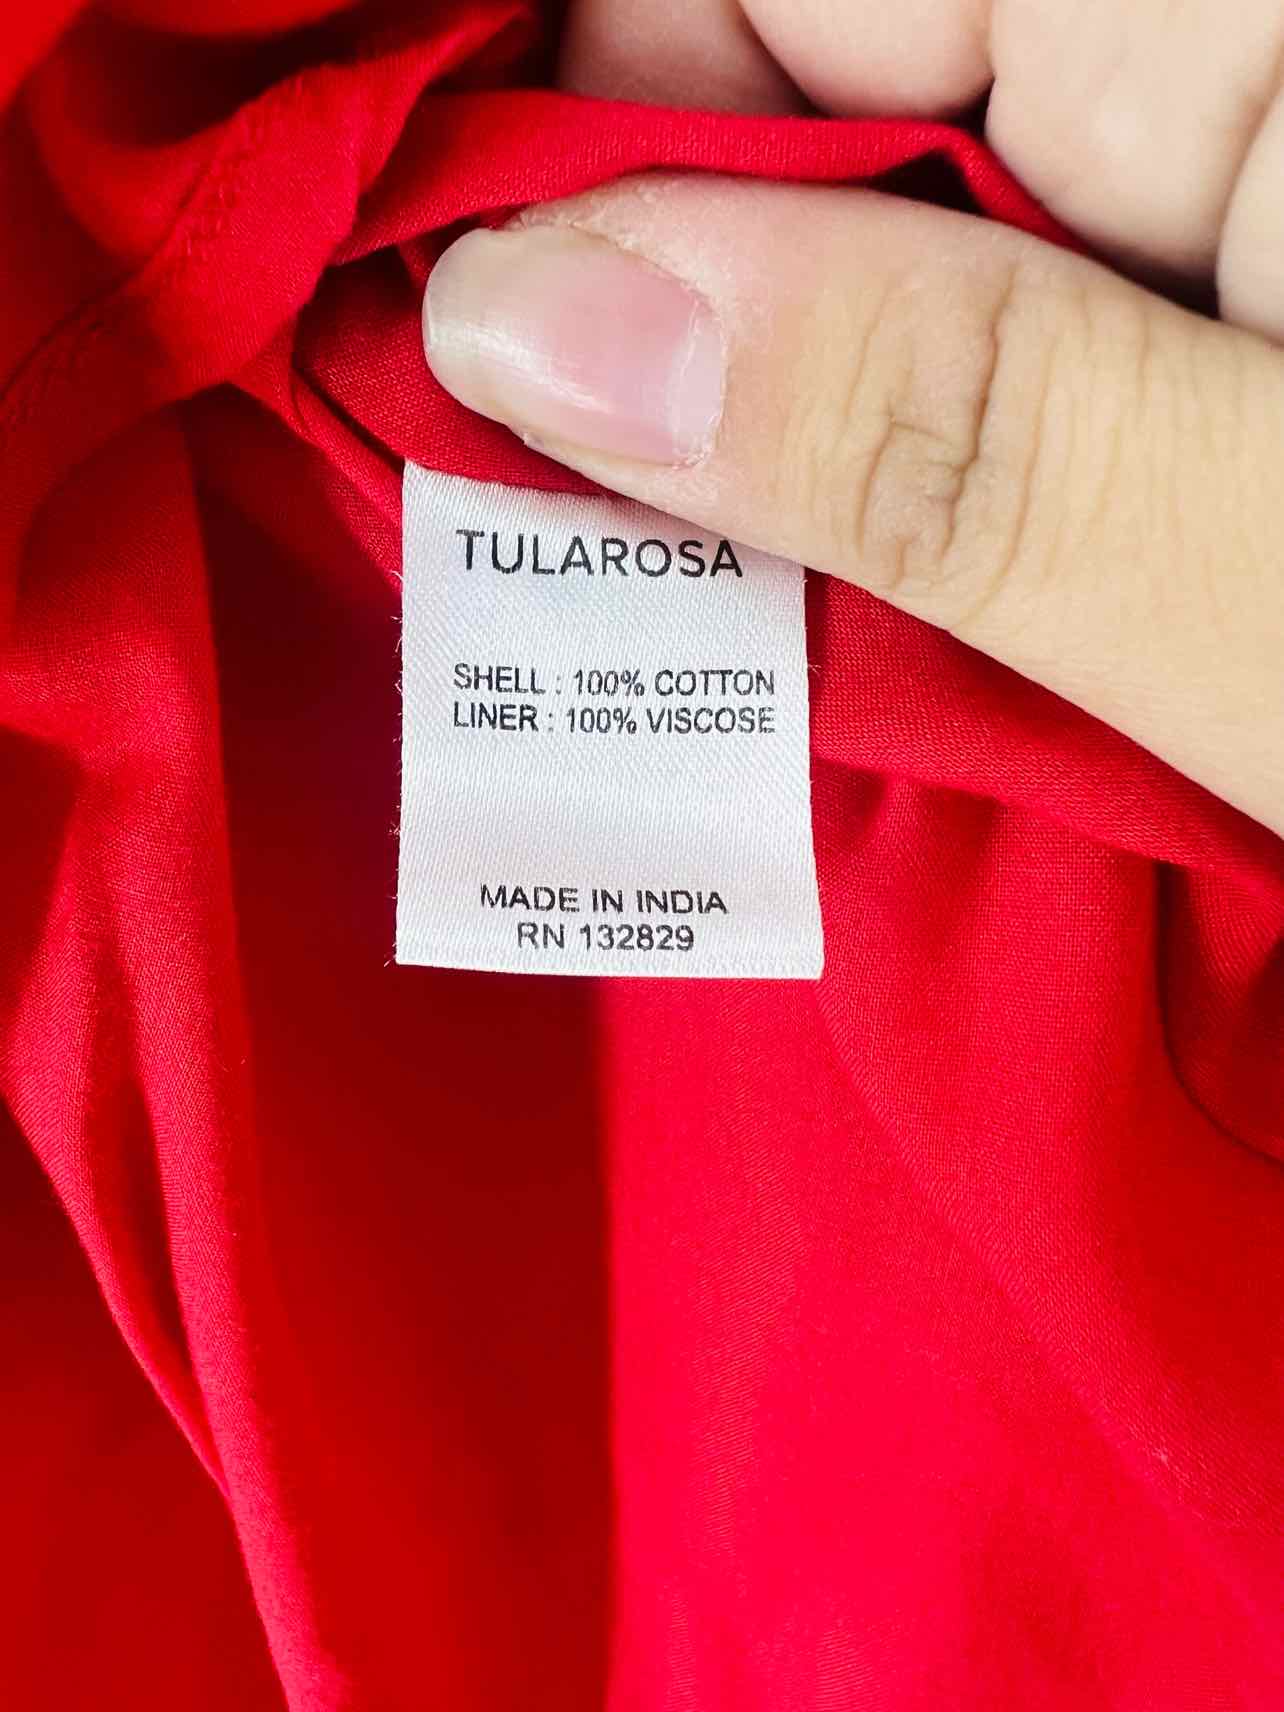 TULAROSA
SHELL : 100% COTTON
LINER : 100% VISCOSE
MADE IN INDIA
RN 132829